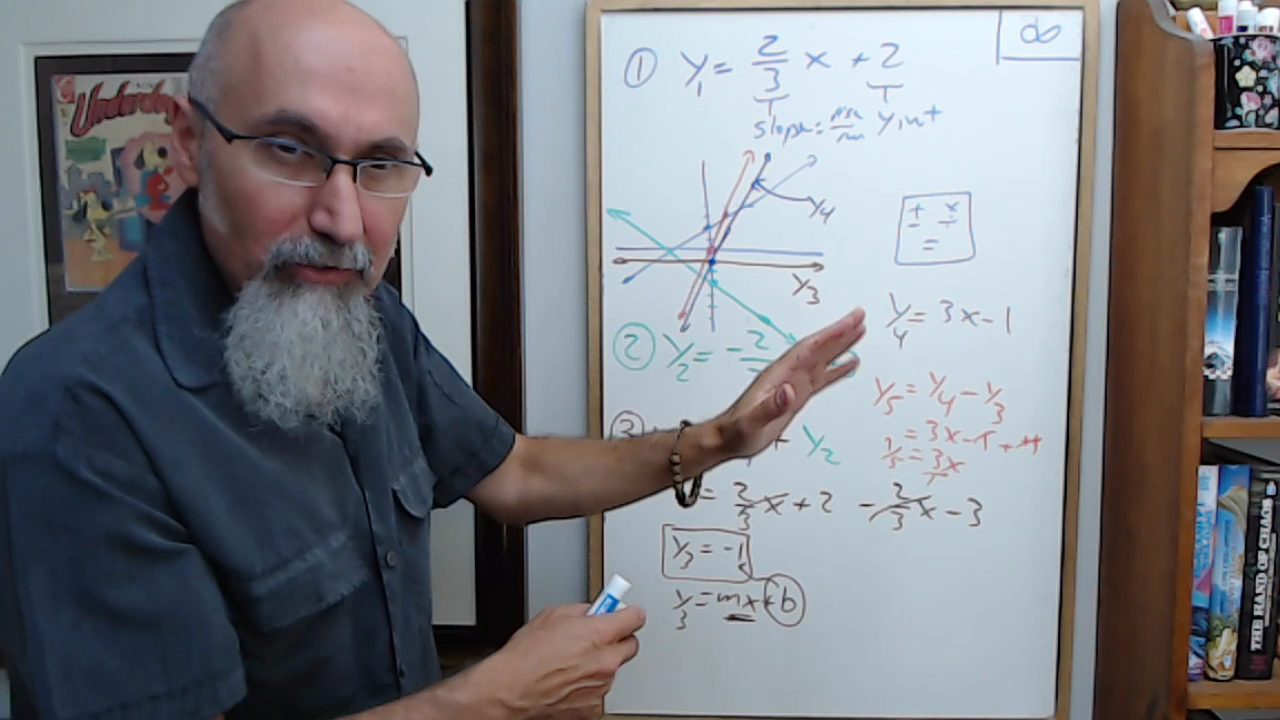 ∞
① y₁ = 2/3 x + 2
slope = rise/run y int
Underdog
y₄
+ x
- ÷
=
y₃
y₄ = 3x - 1
② y₂ = - 2
y₅ = y₄ - y₃
= 3x - 1 + 1
y₅ = 3x
③ + y₂
= 2/3 x + 2 - 2/3 x - 3
y₃ = -1
y₃ = mx + b
THE HAND OF CHAOS